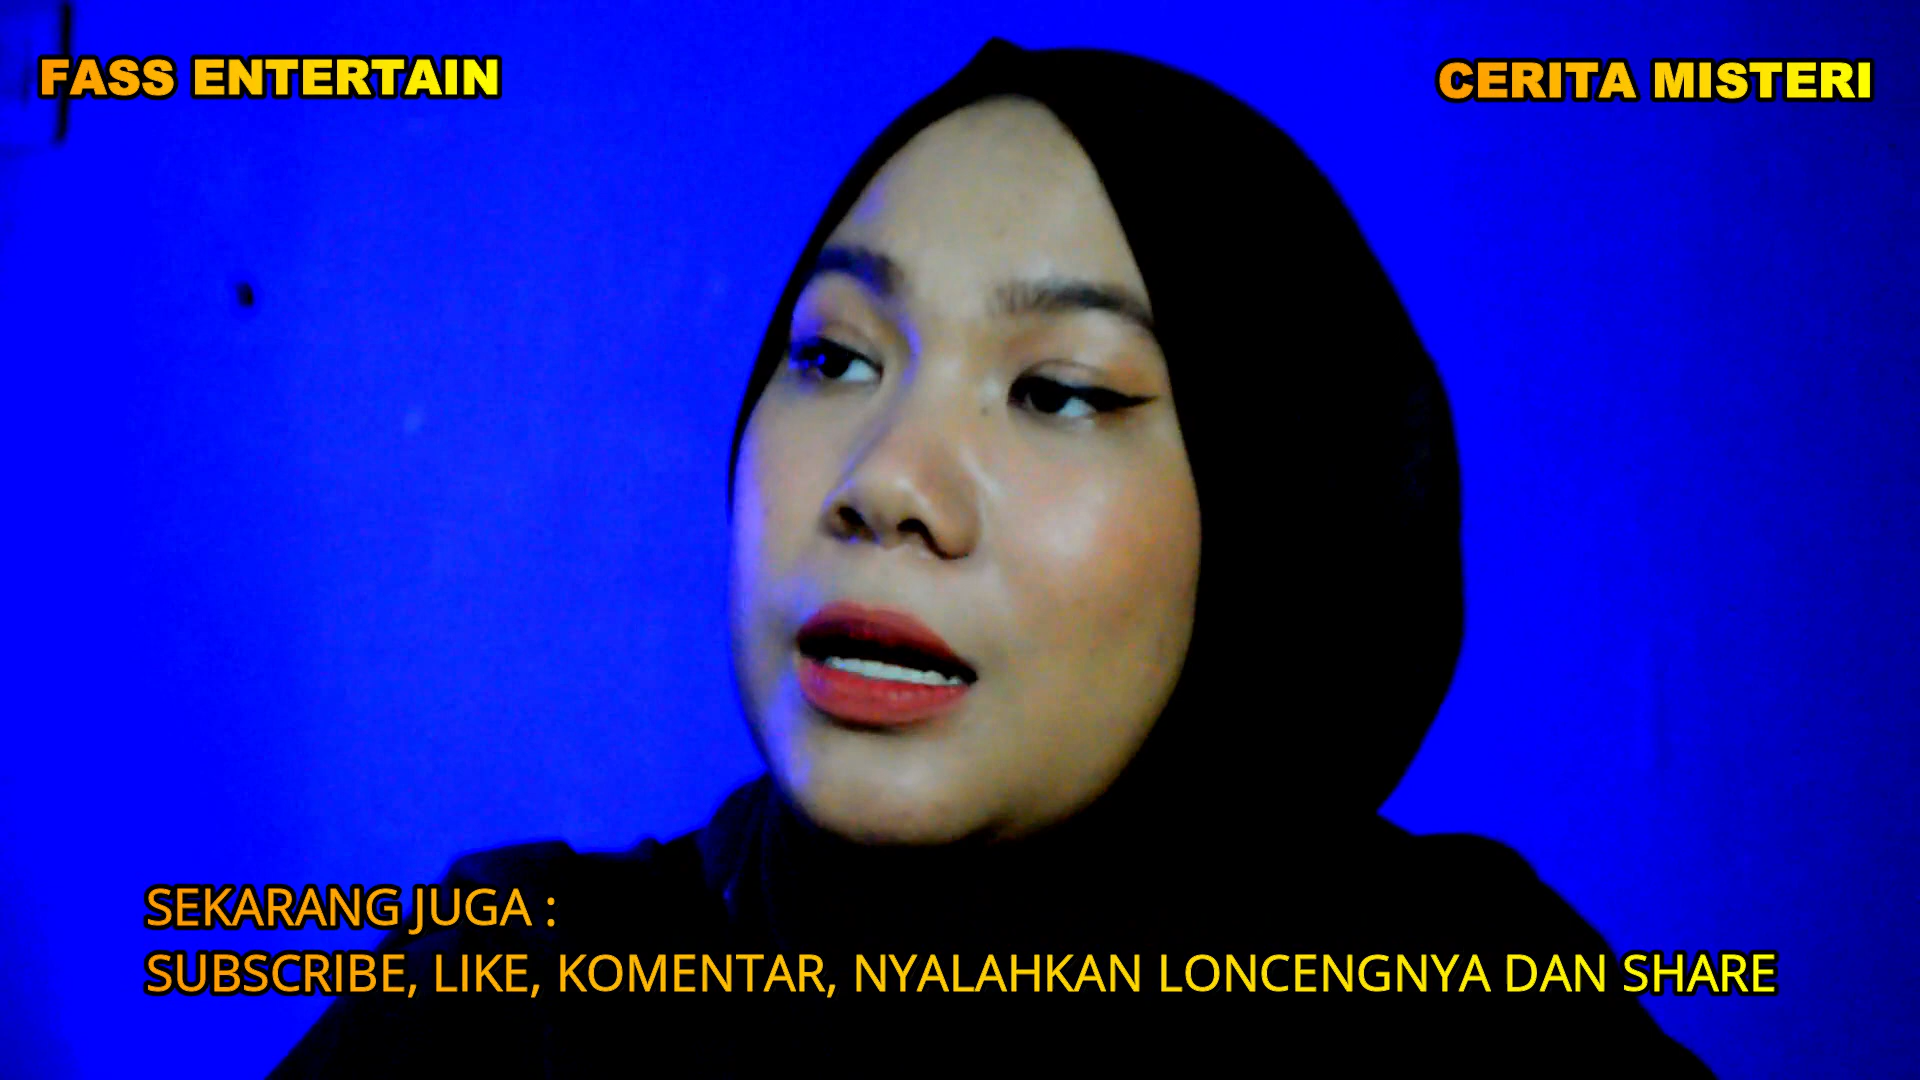 FASS ENTERTAIN
CERITA MISTERI
SEKARANG JUGA :
SUBSCRIBE, LIKE, KOMENTAR, NYALAHKAN LONCENGNYA DAN SHARE